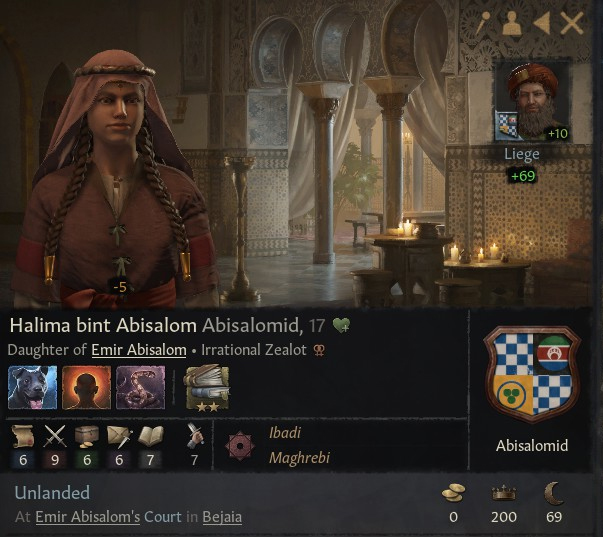 +10
Liege
+69
-5
Halima bint Abisalom Abisalomid, 17
Daughter of Emir Abisalom • Irrational Zealot
6 9 6 6 7 7
Ibadi
Maghrebi
Abisalomid
Unlanded
At Emir Abisalom's Court in Bejaia
0 200 69